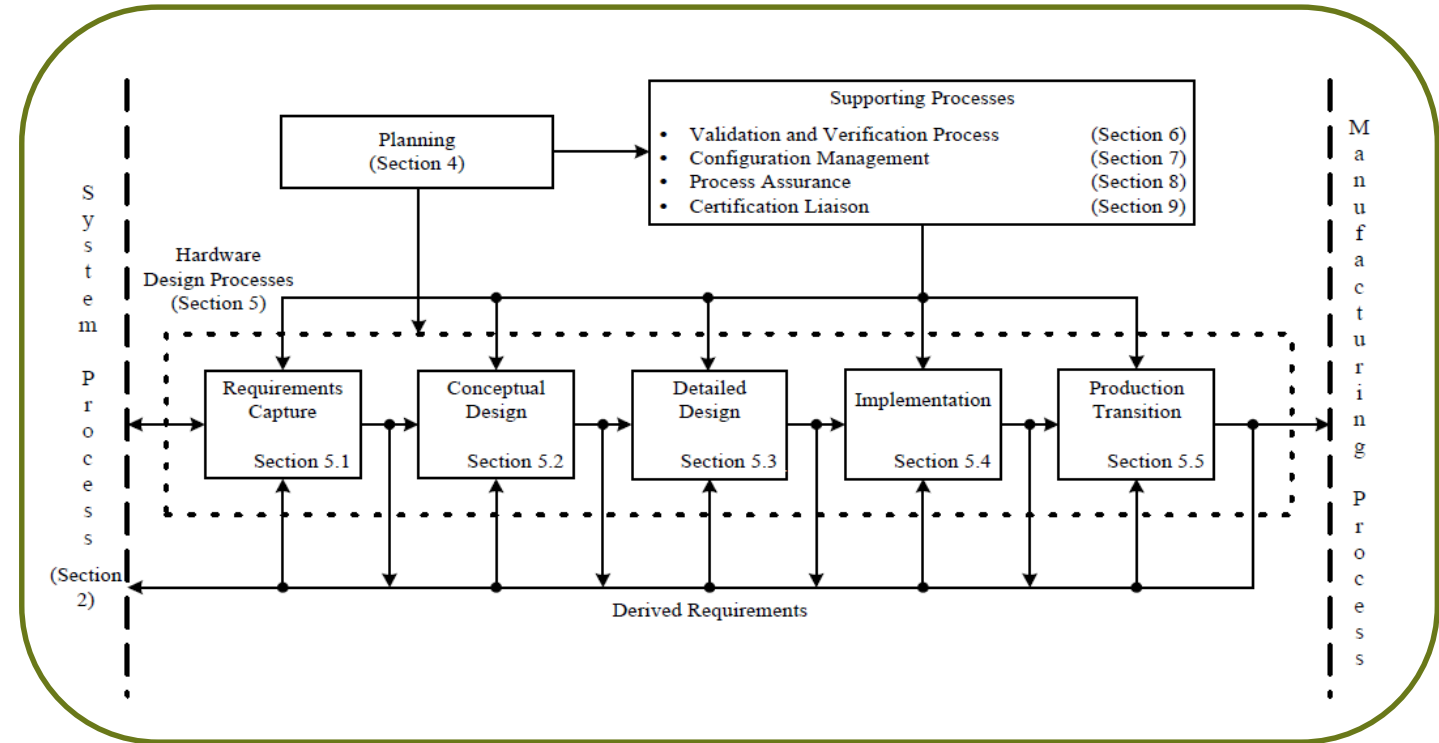 Supporting Processes
Planning
(Section 4)
• Validation and Verification Process (Section 6)
• Configuration Management (Section 7)
• Process Assurance (Section 8)
• Certification Liaison (Section 9)
System Process
(Section
2)
Hardware
Design Processes
(Section 5)
Requirements
Capture
Section 5.1
Conceptual
Design
Section 5.2
Detailed
Design
Section 5.3
Implementation
Section 5.4
Production
Transition
Section 5.5
Derived Requirements
Manufacturing Process